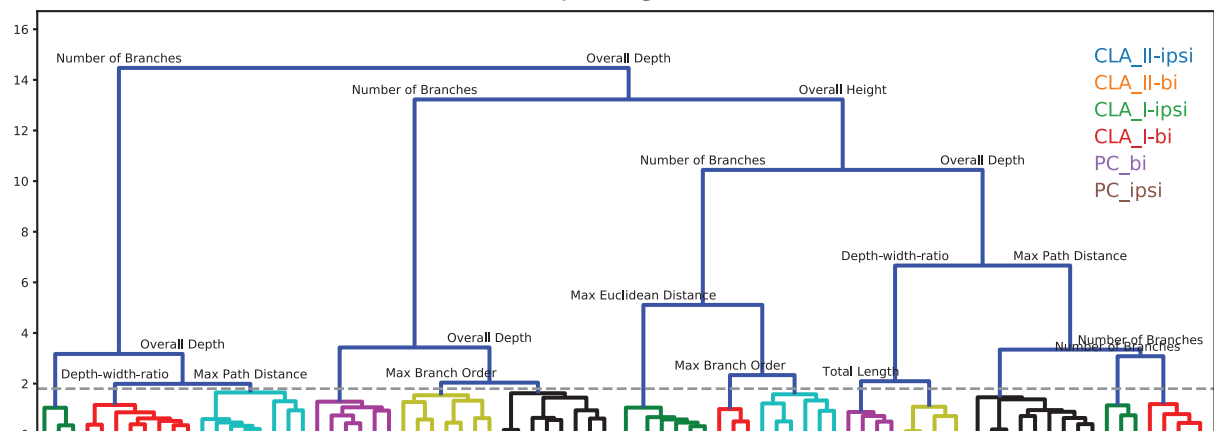 16
Number of Branches
Overall Depth
14
Number of Branches
Overall Height
12
Number of Branches
Overall Depth
10
8
Depth-width-ratio
Max Path Distance
6
Max Euclidean Distance
4
Overall Depth
Overall Depth
Number of Branches
Number of Branches
Depth-width-ratio
Max Path Distance
Max Branch Order
Max Branch Order
Total Length
2
CLA_II-ipsi
CLA_II-bi
CLA_I-ipsi
CLA_I-bi
PC_bi
PC_ipsi